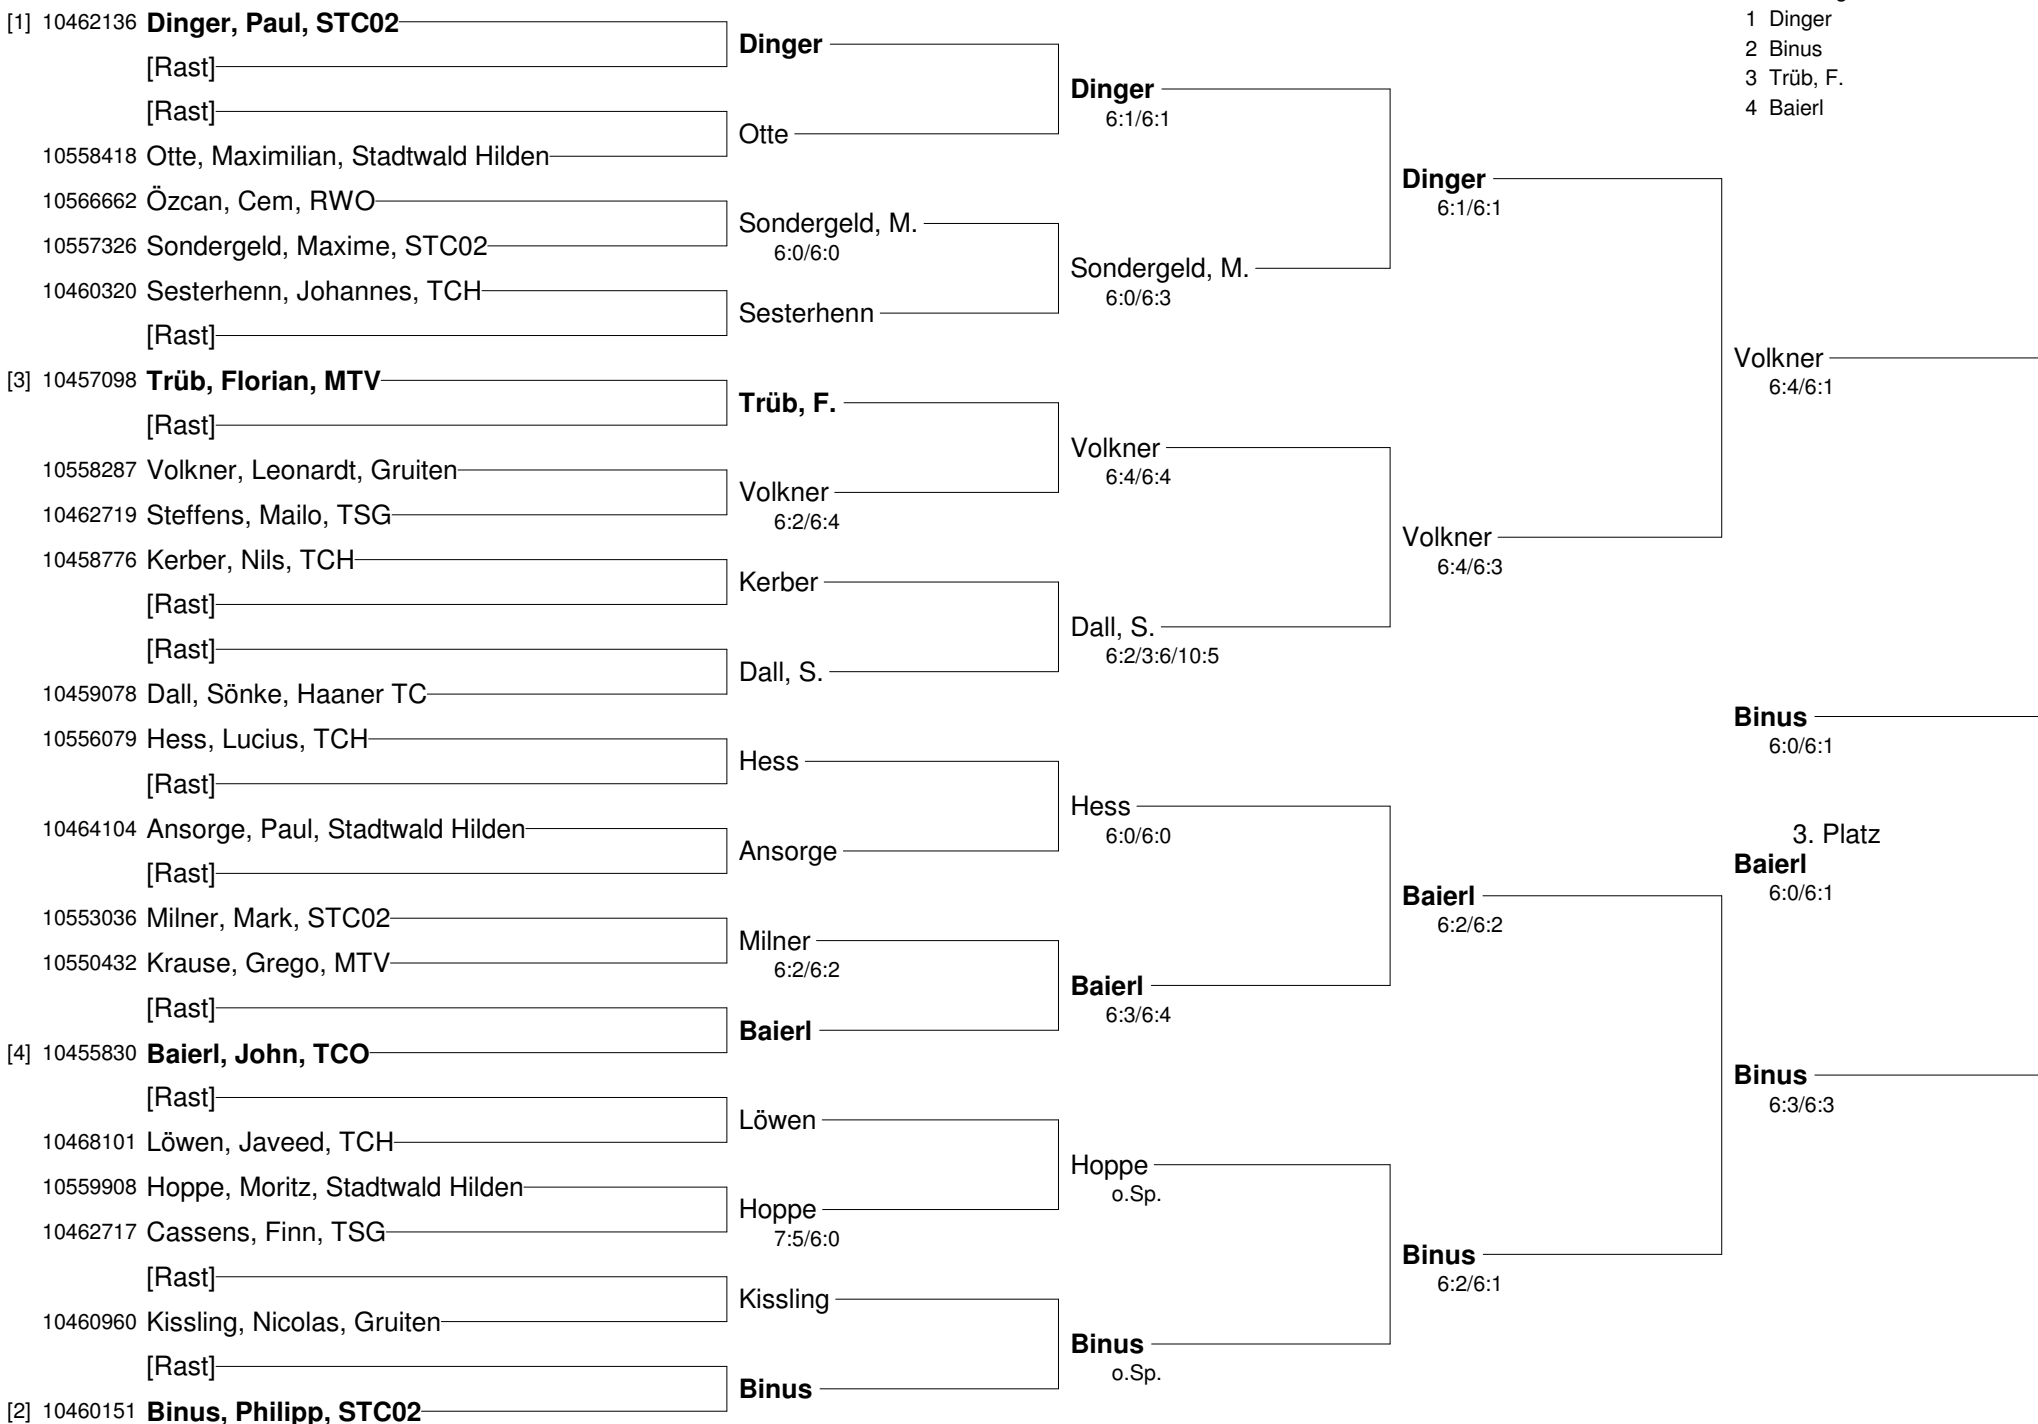 [1] 10462136 Dinger, Paul, STC02
[Rast]
[Rast]
10558418 Otte, Maximilian, Stadtwald Hilden
10566662 Özcan, Cem, RWO
10557326 Sondergeld, Maxime, STC02
10460320 Sesterhenn, Johannes, TCH
[Rast]
[3] 10457098 Trüb, Florian, MTV
[Rast]
10558287 Volkner, Leonardt, Gruiten
10462719 Steffens, Mailo, TSG
10458776 Kerber, Nils, TCH
[Rast]
[Rast]
10459078 Dall, Sönke, Haaner TC
10556079 Hess, Lucius, TCH
[Rast]
10464104 Ansorge, Paul, Stadtwald Hilden
[Rast]
10553036 Milner, Mark, STC02
10550432 Krause, Grego, MTV
[Rast]
[4] 10455830 Baierl, John, TCO
[Rast]
10468101 Löwen, Javeed, TCH
10559908 Hoppe, Moritz, Stadtwald Hilden
10462717 Cassens, Finn, TSG
[Rast]
10460960 Kissling, Nicolas, Gruiten
[Rast]
[2] 10460151 Binus, Philipp, STC02
Dinger
Otte
Sondergeld, M.
6:0/6:0
Sesterhenn
Trüb, F.
Volkner
6:2/6:4
Kerber
Dall, S.
Hess
Ansorge
Milner
6:2/6:2
Baierl
Löwen
Hoppe
7:5/6:0
Kissling
Binus
Dinger
6:1/6:1
Sondergeld, M.
6:0/6:3
Volkner
6:4/6:4
Dall, S.
6:2/3:6/10:5
Hess
6:0/6:0
Baierl
6:3/6:4
Hoppe
o.Sp.
Binus
o.Sp.
Dinger
6:1/6:1
Volkner
6:4/6:3
Baierl
6:2/6:2
Binus
6:2/6:1
1 Dinger
2 Binus
3 Trüb, F.
4 Baierl
Volkner
6:4/6:1
Binus
6:0/6:1
3. Platz
Baierl
6:0/6:1
Binus
6:3/6:3